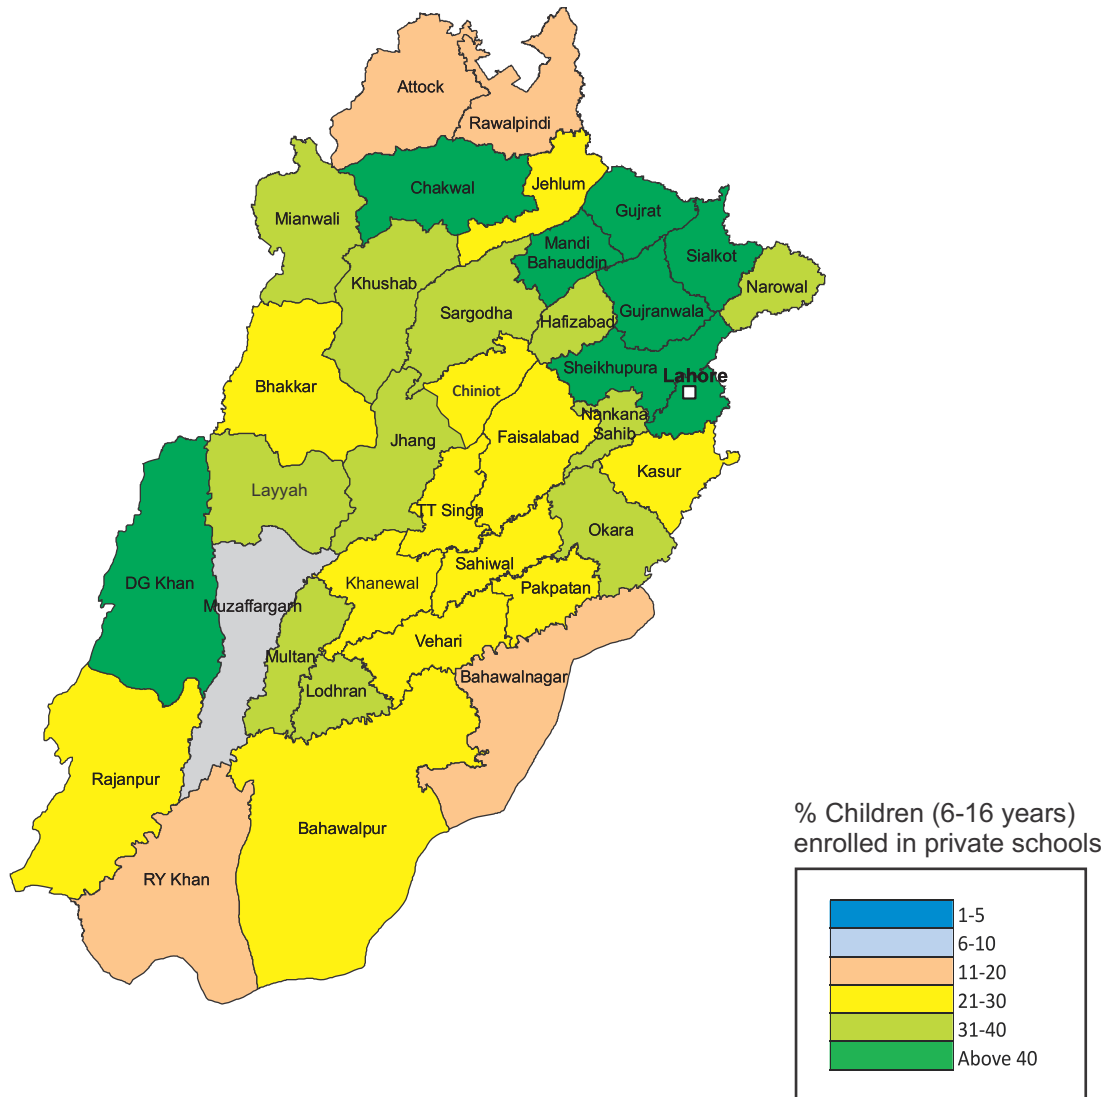 Attock
Rawalpindi
Chakwal
Jehlum
Mianwali
Gujrat
Mandi
Bahauddin
Sialkot
Khushab
Narowal
Sargodha
Hafizabad
Gujranwala
Sheikhupura
Lahore
Bhakkar
Chiniot
Nankana
Sahib
Jhang
Faisalabad
Kasur
Layyah
TT Singh
Okara
DG Khan
Khanewal
Sahiwal
Pakpatan
Muzaffargarh
Vehari
Multan
Lodhran
Bahawalnagar
Rajanpur
Bahawalpur
RY Khan
% Children (6-16 years)
enrolled in private schools
1-5
6-10
11-20
21-30
31-40
Above 40